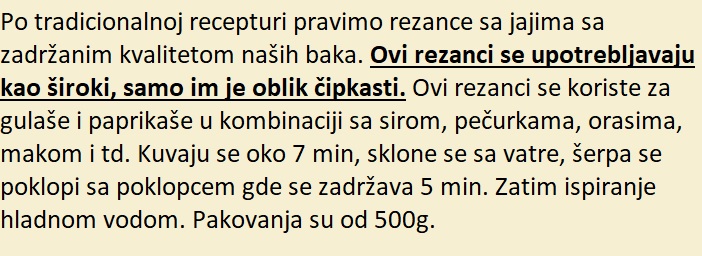 Po tradicionalnoj recepturi pravimo rezance sa jajima sa
zadržanim kvalitetom naših baka. Ovi rezanci se upotrebljavaju
kao široki, samo im je oblik čipkasti. Ovi rezanci se koriste za
gulaše i paprikaše u kombinaciji sa sirom, pečurkama, orasima,
makom i td. Kuvaju se oko 7 min, sklone se sa vatre, šerpa se
poklopi sa poklopcem gde se zadržava 5 min. Zatim ispiranje
hladnom vodom. Pakovanja su od 500g.